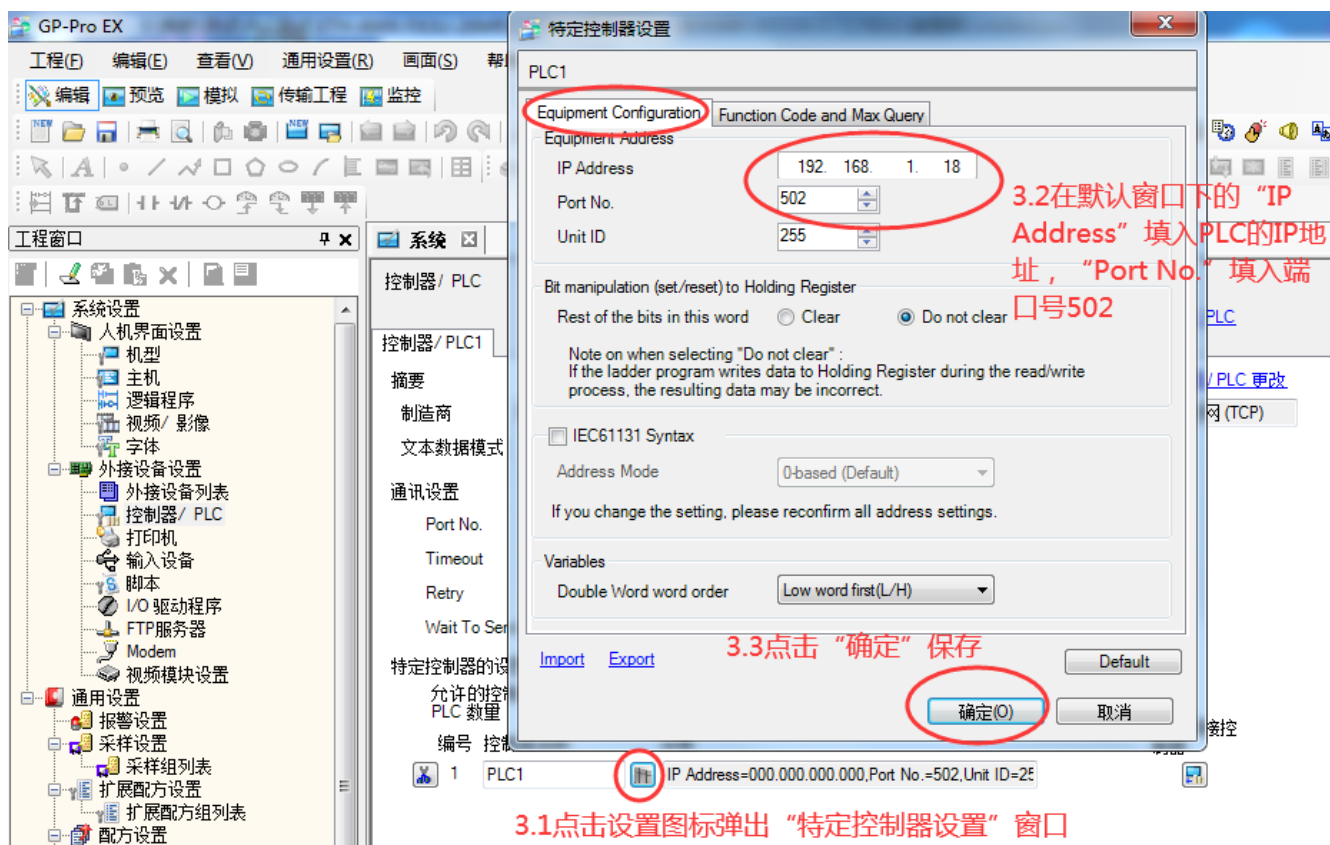 GP-Pro EX
工程(F) 编辑(E) 查看(V) 通用设置(R) 画面(S)
编辑 预览 模拟 传输工程 监控
工程窗口
系统设置
人机界面设置
机型
主机
逻辑程序
视频/ 影像
字体
外接设备设置
外接设备列表
控制器/ PLC
打印机
输入设备
脚本
I/O 驱动程序
FTP服务器
Modem
视频模块设置
通用设置
报警设置
采样设置
采样组列表
扩展配方设置
扩展配方组列表
配方设置
系统
控制器/ PLC
控制器/ PLC1
摘要
制造商
文本数据模式
通讯设置
Port No.
Timeout
Retry
Wait To Ser
特定控制器的设
允许的控制
PLC 数量
编号
1 PLC1 IP Address=000.000.000.000,Port No.=502,Unit ID=25
PLC
/ PLC 更改
网 (TCP)
接控
特定控制器设置
PLC1
Equipment Configuration Function Code and Max Query
Equipment Address
IP Address 192. 168. 1. 18
Port No. 502
Unit ID 255
Bit manipulation (set/reset) to Holding Register
Rest of the bits in this word Clear Do not clear
Note on when selecting "Do not clear" :
If the ladder program writes data to Holding Register during the read/write
process, the resulting data may be incorrect.
IEC61131 Syntax
Address Mode 0-based (Default)
If you change the setting, please reconfirm all address settings.
Variables
Double Word word order Low word first(L/H)
Import Export Default
确定(O) 取消
3.2在默认窗口下的“IP
Address”填入PLC的IP地
址，“Port No.”填入端
口号502
3.3点击“确定”保存
3.1点击设置图标弹出“特定控制器设置”窗口